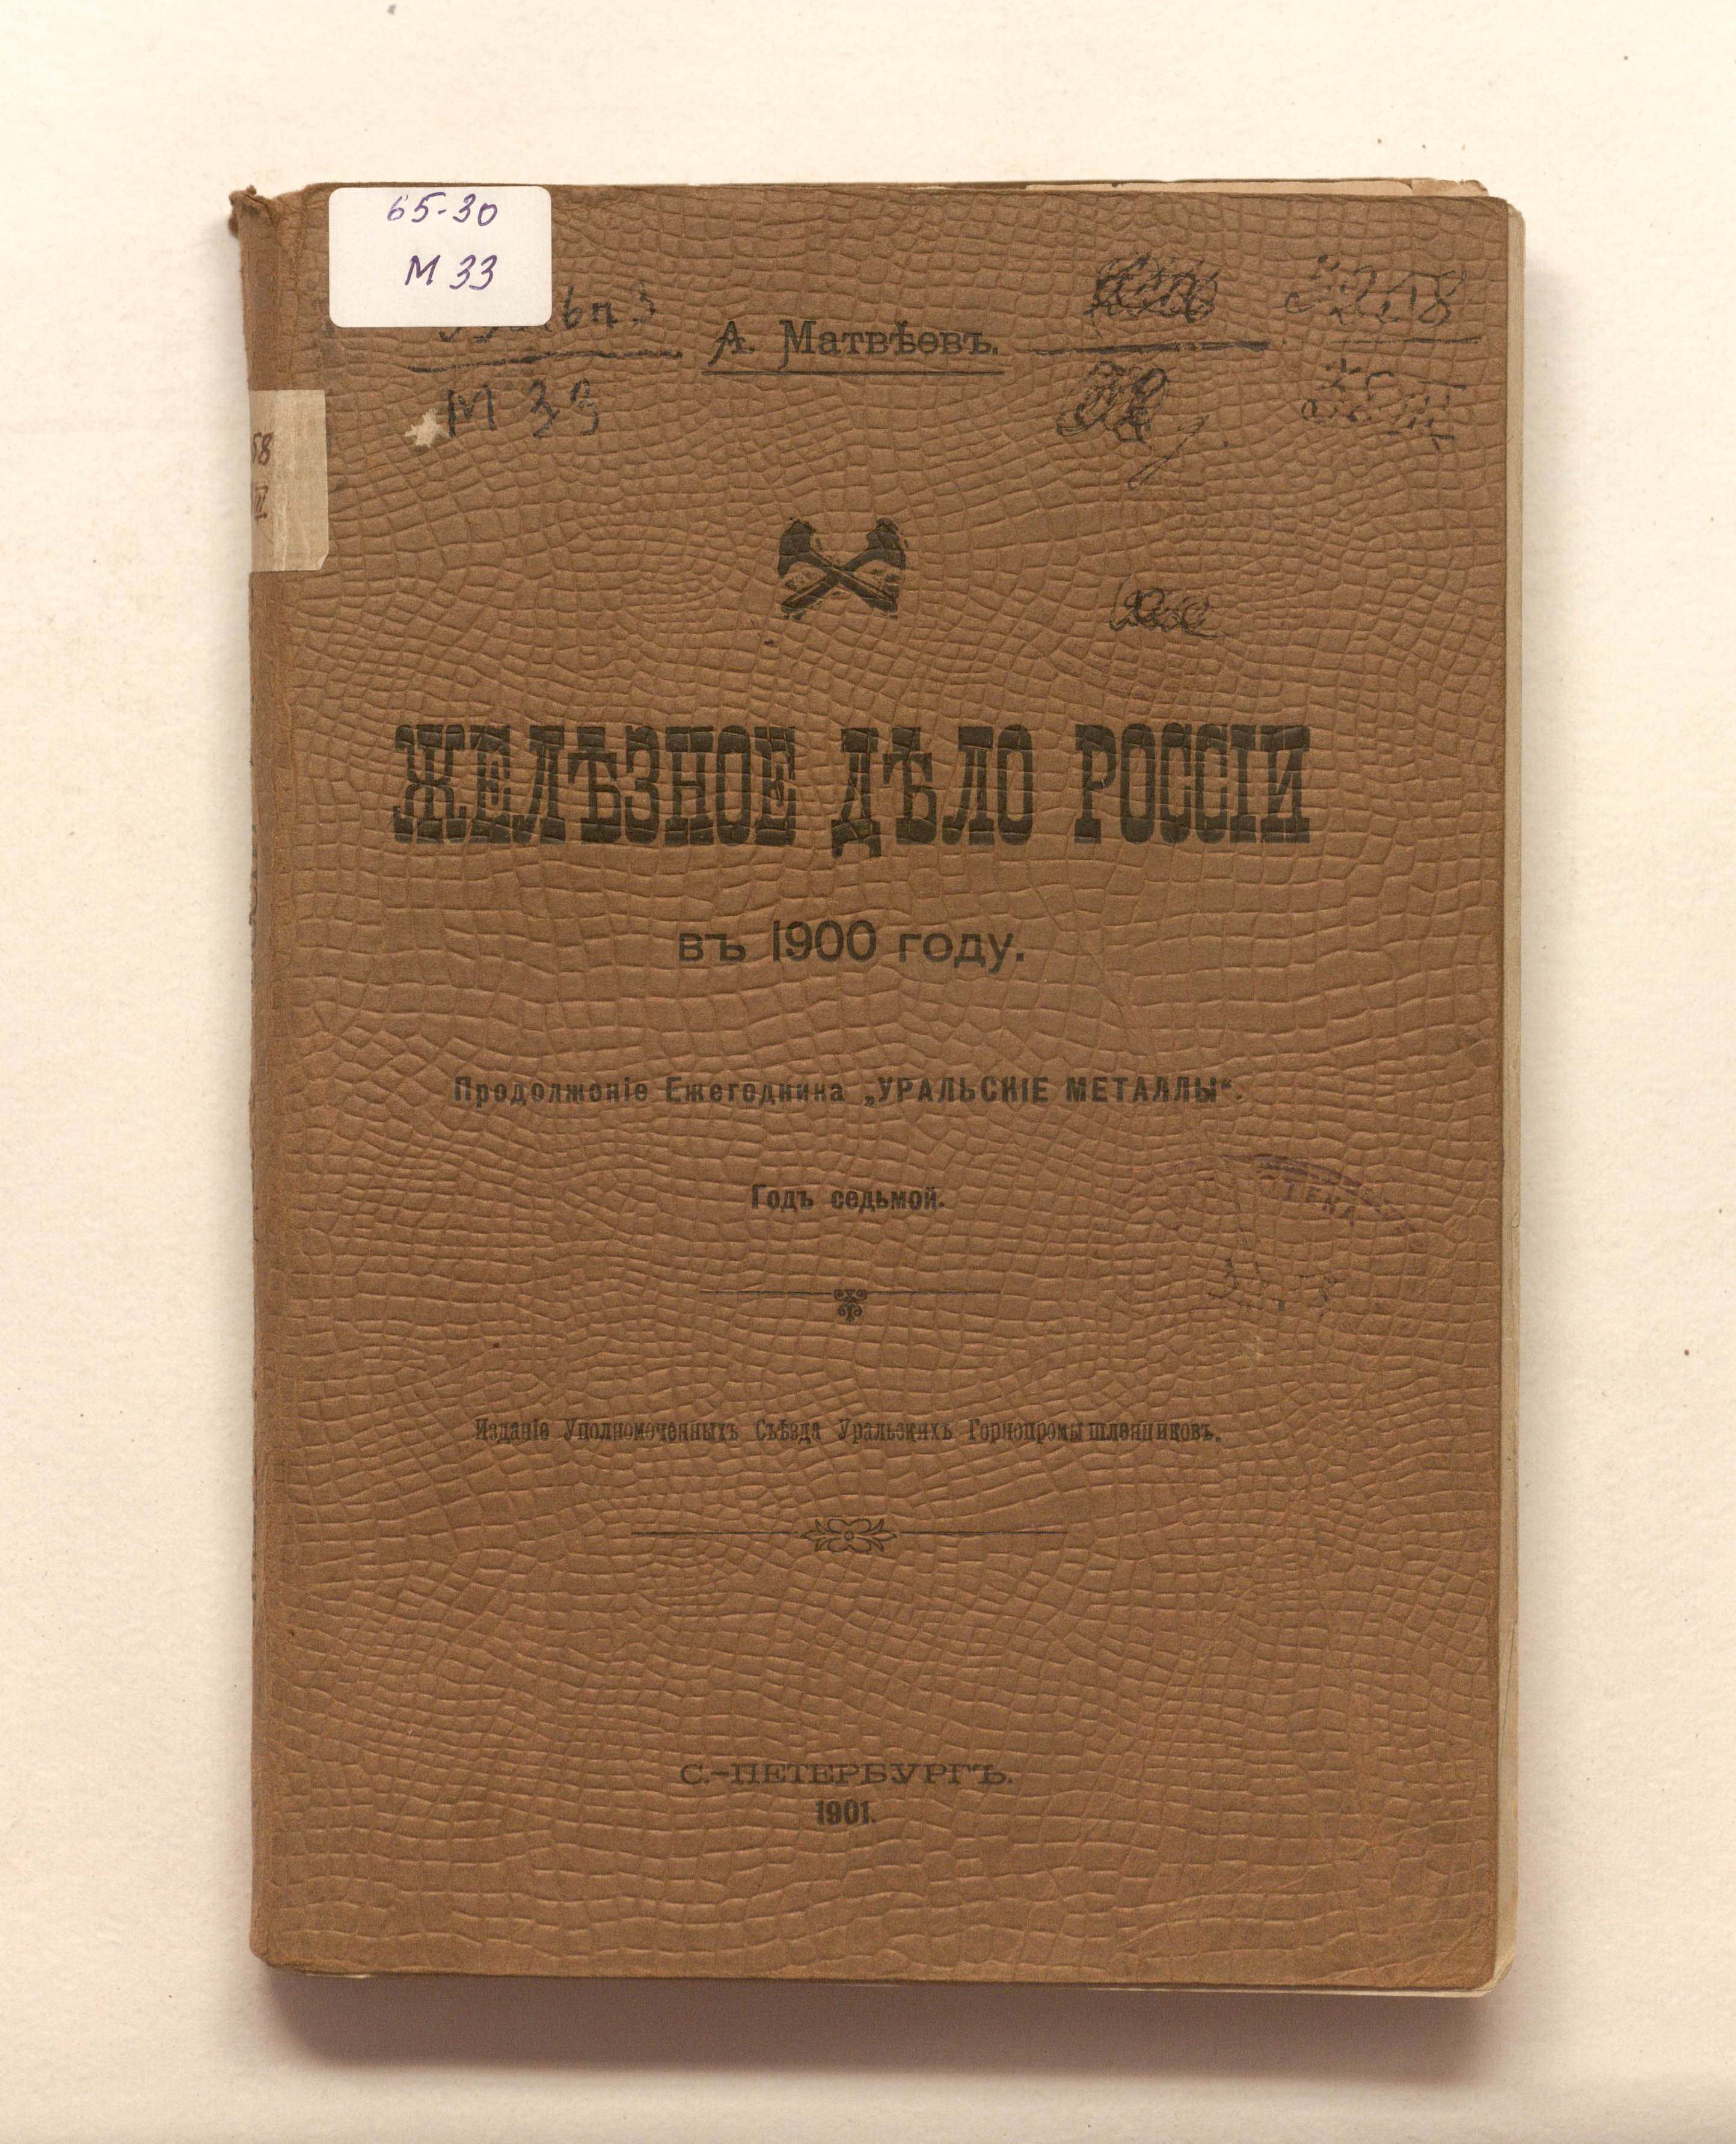 65-30
М 33
А. Матвѣевъ.
М 33
ЖЕЛѢЗНОЕ ДѢЛО РОССІИ
въ 1900 году.
Продолженіе Ежегодника „УРАЛЬСКІЕ МЕТАЛЛЫ“.
Годъ седьмой.
Изданіе Уполномоченныхъ Съѣзда Уральскихъ Горнопромышленниковъ.
С.-ПЕТЕРБУРГЪ.
1901.